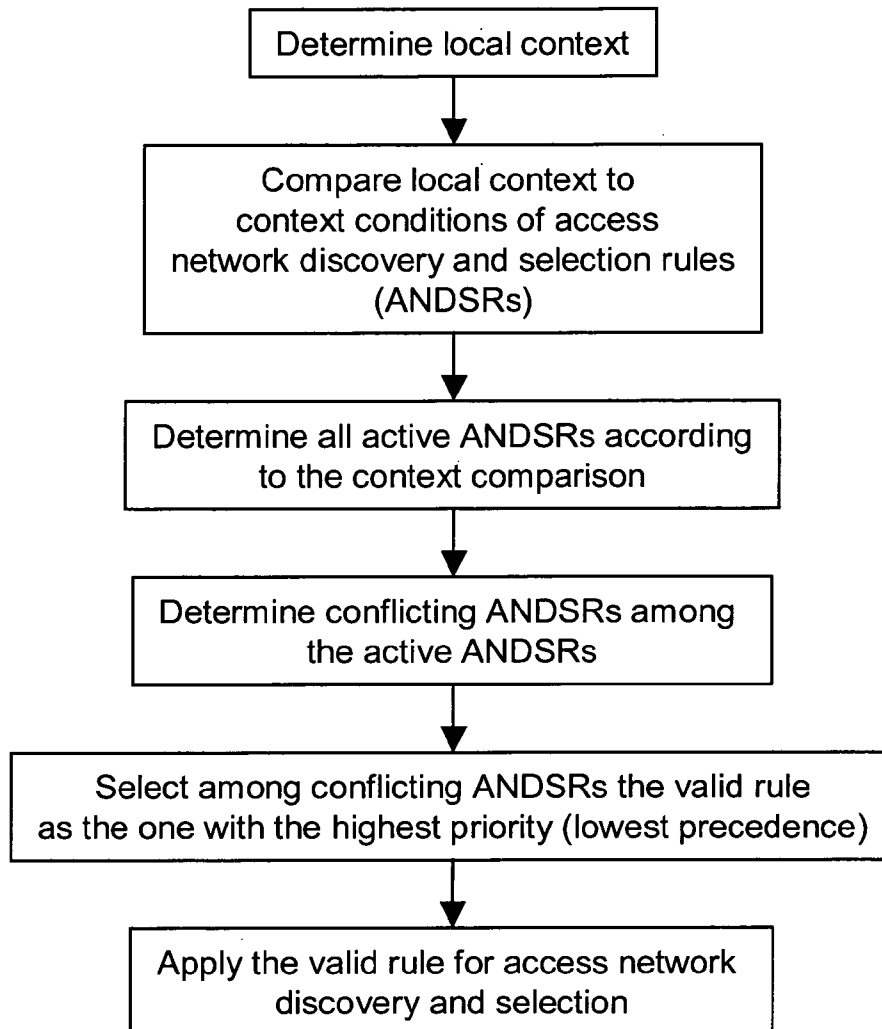 Determine local context
Compare local context to
context conditions of access
network discovery and selection rules
(ANDSRs)
Determine all active ANDSRs according
to the context comparison
Determine conflicting ANDSRs among
the active ANDSRs
Select among conflicting ANDSRs the valid rule
as the one with the highest priority (lowest precedence)
Apply the valid rule for access network
discovery and selection